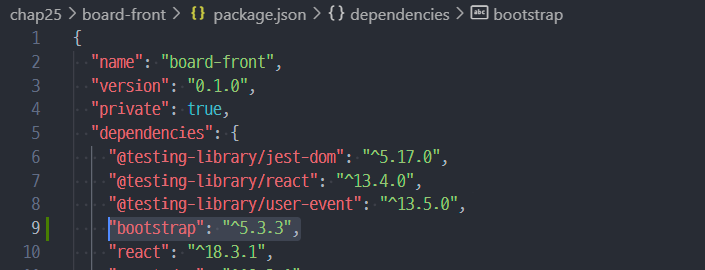 chap25 > board-front > {} package.json > {} dependencies > abc bootstrap
1 {
2 "name": "board-front",
3 "version": "0.1.0",
4 "private": true,
5 "dependencies": {
6 "@testing-library/jest-dom": "^5.17.0",
7 "@testing-library/react": "^13.4.0",
8 "@testing-library/user-event": "^13.5.0",
9 "bootstrap": "^5.3.3",
10 "react": "^18.3.1",